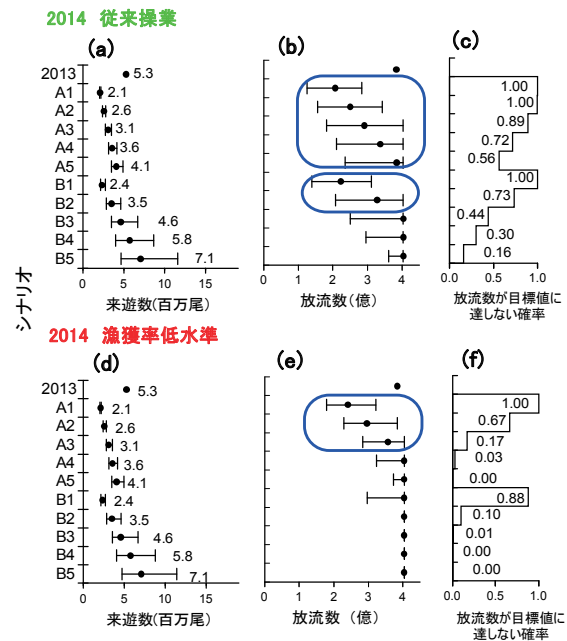 2014 従来操業
(a)
(b)
(c)
2013 5.3
A1 2.1
A2 2.6
A3 3.1
A4 3.6
A5 4.1
B1 2.4
B2 3.5
B3 4.6
B4 5.8
B5 7.1
0 5 10 15
来遊数(百万尾)
0 1 2 3 4
放流数(億)
1.00
1.00
0.89
0.72
0.56
1.00
0.73
0.44
0.30
0.16
0.0 0.5 1.0
放流数が目標値に
達しない確率
シナリオ
2014 漁獲率低水準
(d)
(e)
(f)
2013 5.3
A1 2.1
A2 2.6
A3 3.1
A4 3.6
A5 4.1
B1 2.4
B2 3.5
B3 4.6
B4 5.8
B5 7.1
0 5 10 15
来遊数(百万尾)
0 1 2 3 4
放流数(億)
1.00
0.67
0.17
0.03
0.00
0.88
0.10
0.01
0.00
0.00
0.0 0.5 1.0
放流数が目標値に
達しない確率